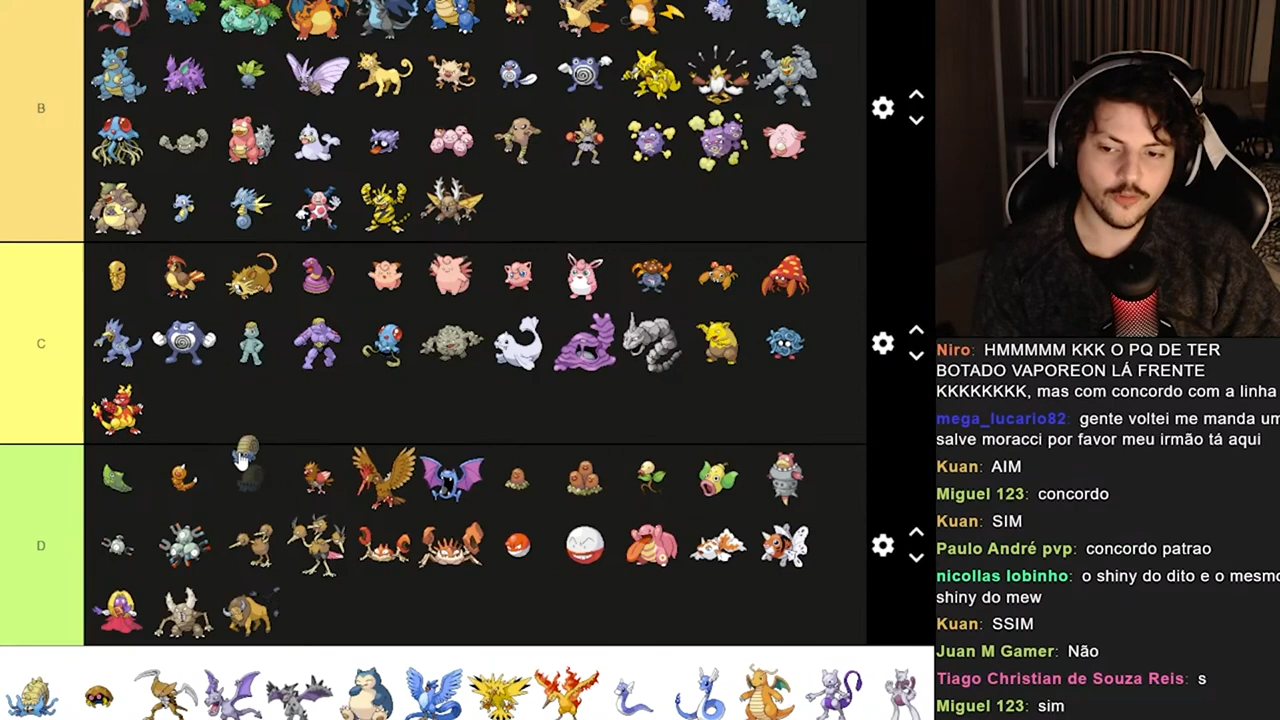 B
C
D
Niro: HMMMMM KKK O PQ DE TER
BOTADO VAPOREON LÁ FRENTE
KKKKKKKK, mas com concordo com a linha
mega_lucario82: gente voltei me manda um
salve moracci por favor meu irmão tá aqui
Kuan: AIM
Miguel 123: concordo
Kuan: SIM
Paulo André pvp: concordo patrao
nicollas lobinho: o shiny do dito e o mesmo
shiny do mew
Kuan: SSIM
Juan M Gamer: Não
Tiago Christian de Souza Reis: s
Miguel 123: sim